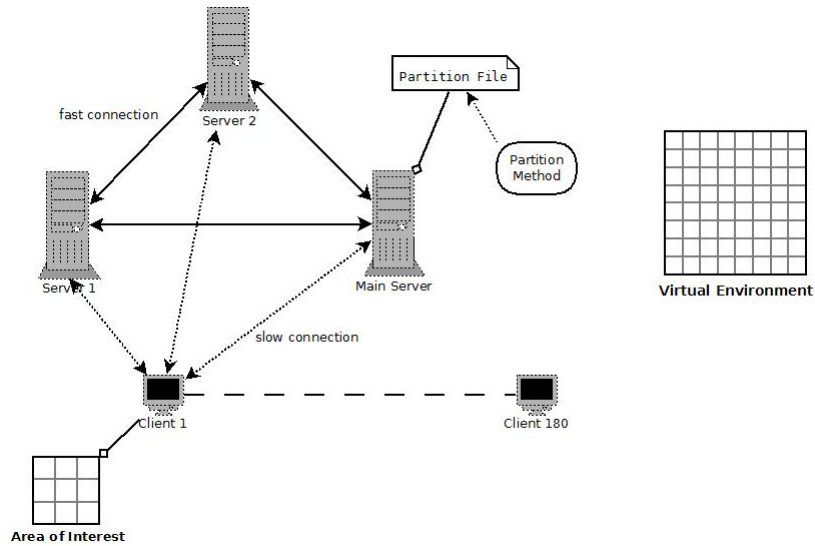 fast connection
Server 2
Partition File
Partition
Method
Server 1
Main Server
Virtual Environment
slow connection
Client 1
Client 180
Area of Interest